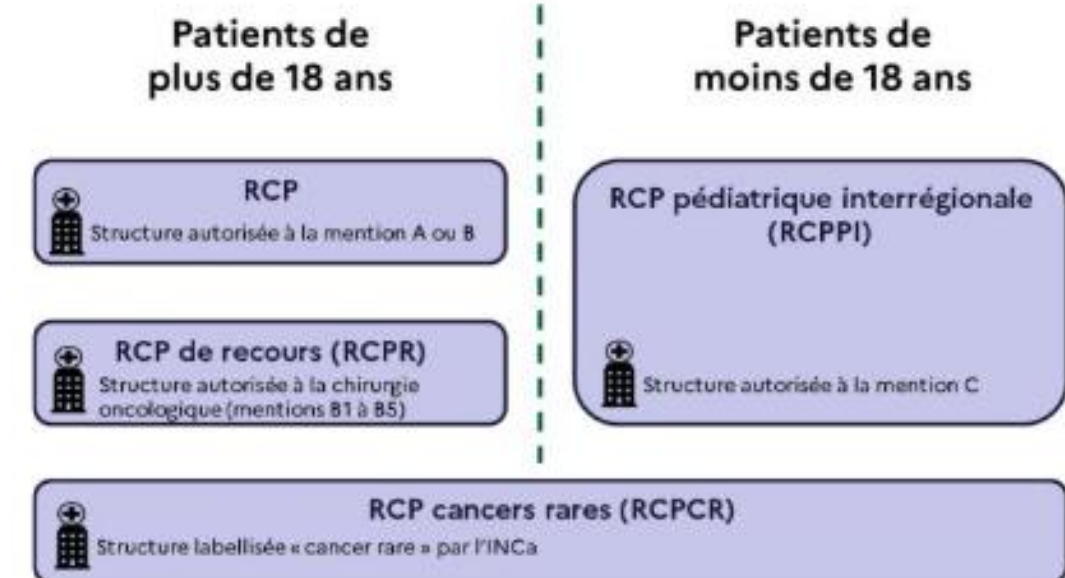 Patients de
plus de 18 ans
Patients de
moins de 18 ans
RCP
Structure autorisée à la mention A ou B
RCP de recours (RCPR)
Structure autorisée à la chirurgie
oncologique (mentions B1 à B5)
RCP pédiatrique interrégionale
(RCPPI)
Structure autorisée à la mention C
RCP cancers rares (RCPCR)
Structure labellisée « cancer rare » par l'INCa